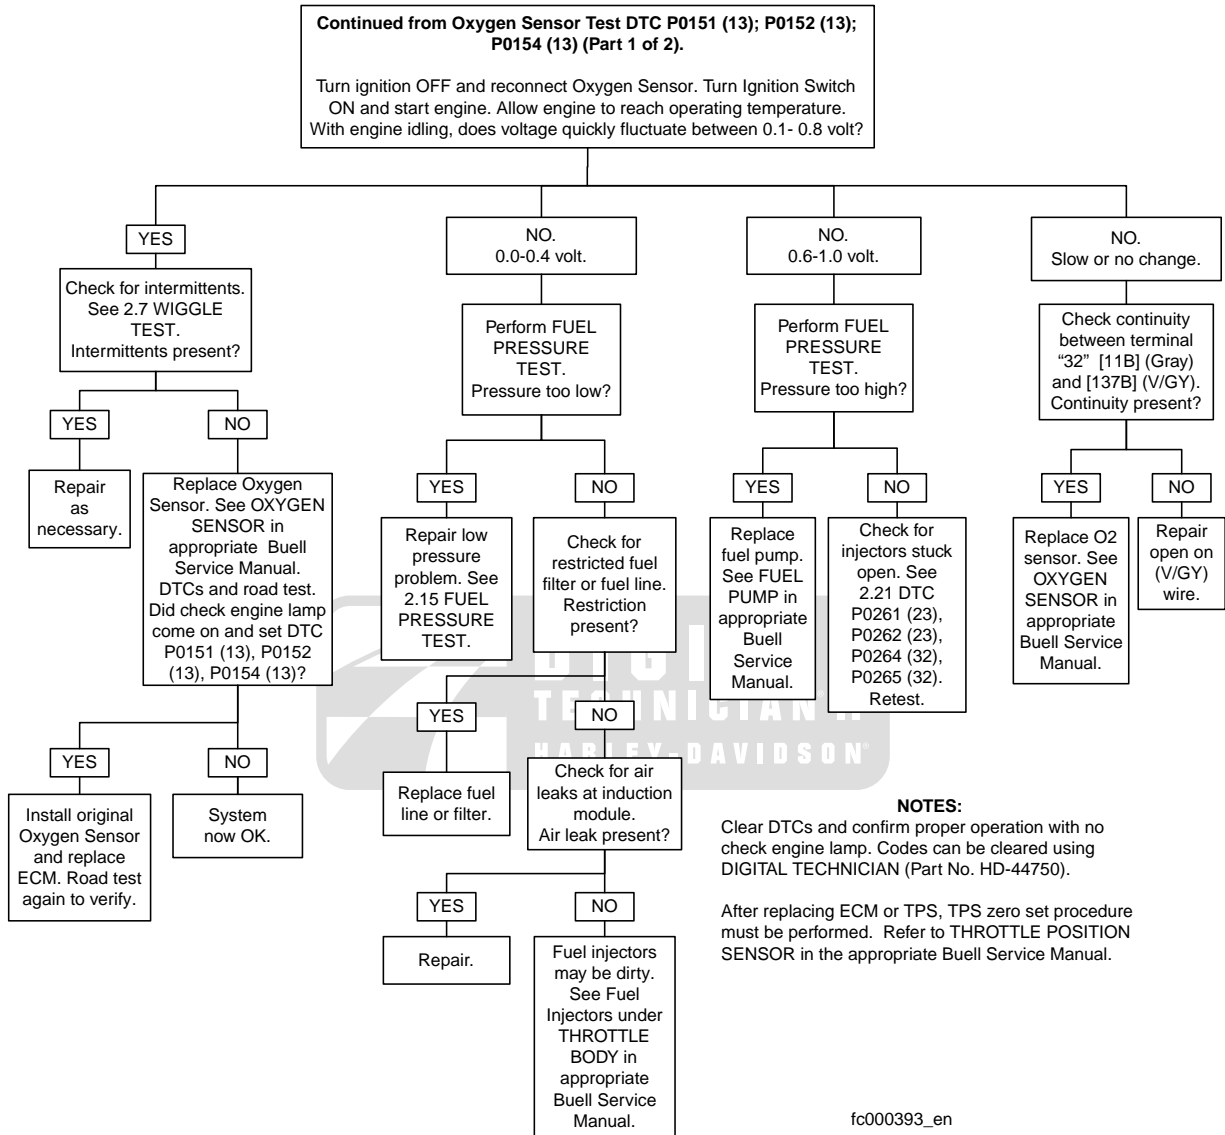 Continued from Oxygen Sensor Test DTC P0151 (13); P0152 (13);
P0154 (13) (Part 1 of 2).
Turn ignition OFF and reconnect Oxygen Sensor. Turn Ignition Switch
ON and start engine. Allow engine to reach operating temperature.
With engine idling, does voltage quickly fluctuate between 0.1- 0.8 volt?
YES
Check for intermittents.
See 2.7 WIGGLE
TEST.
Intermittents present?
YES
Repair
as
necessary.
NO
Replace Oxygen
Sensor. See OXYGEN
SENSOR in
appropriate Buell
Service Manual.
DTCs and road test.
Did check engine lamp
come on and set DTC
P0151 (13), P0152
(13), P0154 (13)?
YES
Install original
Oxygen Sensor
and replace
ECM. Road test
again to verify.
NO
System
now OK.
NO.
0.0-0.4 volt.
Perform FUEL
PRESSURE
TEST.
Pressure too low?
YES
Repair low
pressure
problem. See
2.15 FUEL
PRESSURE
TEST.
NO
Check for
restricted fuel
filter or fuel line.
Restriction
present?
YES
Replace fuel
line or filter.
NO
Check for air
leaks at induction
module.
Air leak present?
YES
Repair.
NO
Fuel injectors
may be dirty.
See Fuel
Injectors under
THROTTLE
BODY in
appropriate
Buell Service
Manual.
NO.
0.6-1.0 volt.
Perform FUEL
PRESSURE
TEST.
Pressure too high?
YES
Replace
fuel pump.
See FUEL
PUMP in
appropriate
Buell
Service
Manual.
NO
Check for
injectors stuck
open. See
2.21 DTC
P0261 (23),
P0262 (23),
P0264 (32),
P0265 (32).
Retest.
NO.
Slow or no change.
Check continuity
between terminal
“32” [11B] (Gray)
and [137B] (V/GY).
Continuity present?
YES
Replace O2
sensor. See
OXYGEN
SENSOR in
appropriate
Buell Service
Manual.
NO
Repair
open on
(V/GY)
wire.
HARLEY-DAVIDSON®
NOTES:
Clear DTCs and confirm proper operation with no
check engine lamp. Codes can be cleared using
DIGITAL TECHNICIAN (Part No. HD-44750).
After replacing ECM or TPS, TPS zero set procedure
must be performed. Refer to THROTTLE POSITION
SENSOR in the appropriate Buell Service Manual.
fc000393_en